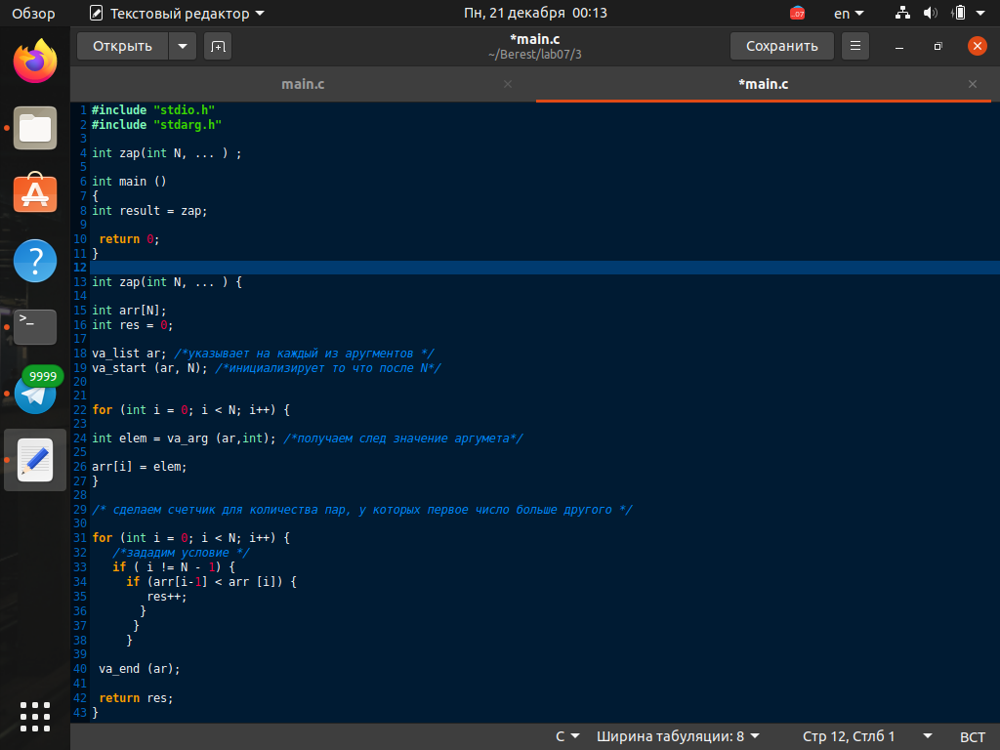 Обзор Текстовый редактор Пн, 21 декабря 00:13 .07 en
Открыть *main.c ~/Berest/lab07/3 Сохранить
main.c *main.c
1 #include "stdio.h"
2 #include "stdarg.h"
3
4 int zap(int N, ... ) ;
5
6 int main ()
7 {
8 int result = zap;
9
10 return 0;
11 }
12
13 int zap(int N, ... ) {
14
15 int arr[N];
16 int res = 0;
17
18 va_list ar; /*указывает на каждый из аругментов */
19 va_start (ar, N); /*инициализирует то что после N*/
20
21
22 for (int i = 0; i < N; i++) {
23
24 int elem = va_arg (ar,int); /*получаем след значение аргумета*/
25
26 arr[i] = elem;
27 }
28
29 /* сделаем счетчик для количества пар, у которых первое число больше другого */
30
31 for (int i = 0; i < N; i++) {
32 /*зададим условие */
33 if ( i != N - 1) {
34 if (arr[i-1] < arr [i]) {
35 res++;
36 }
37 }
38 }
39
40 va_end (ar);
41
42 return res;
43 }
>_
9999
C Ширина табуляции: 8 Стр 12, Стлб 1 ВСТ